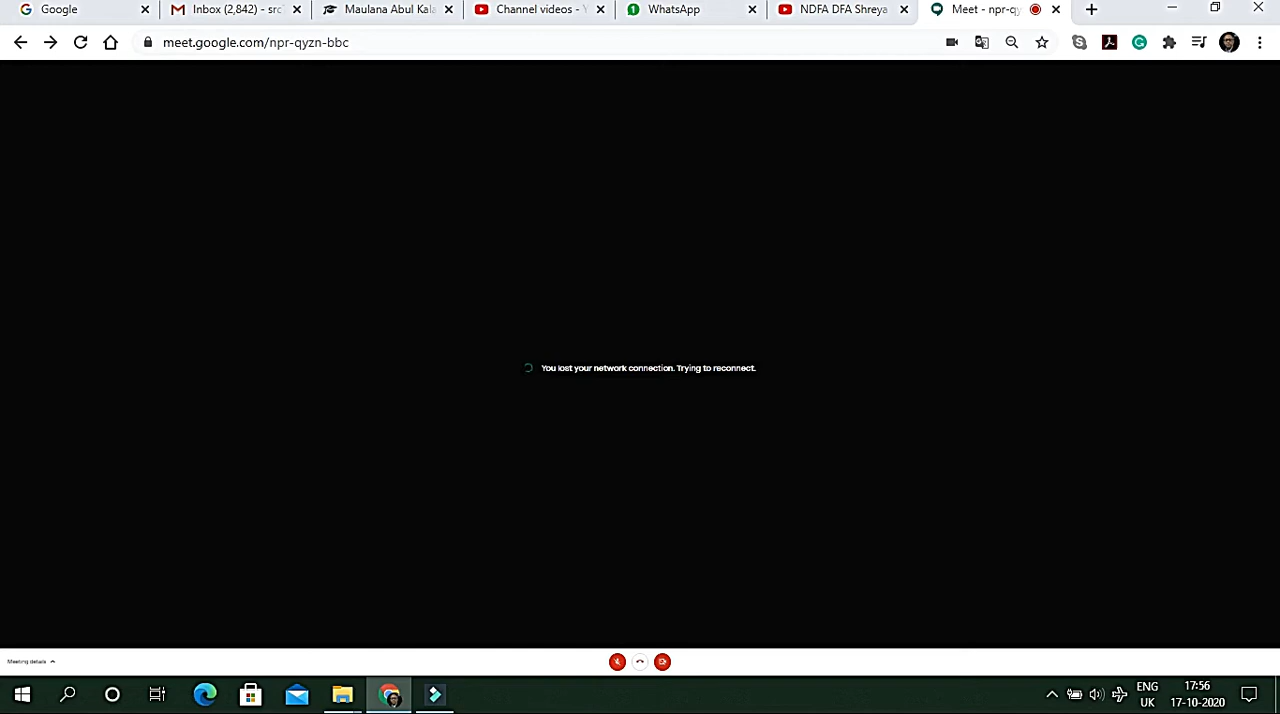 Google
Inbox (2,842) - src
Maulana Abul Kala
Channel videos - Y
1
WhatsApp
NDFA DFA Shreya
Meet - npr-qy
meet.google.com/npr-qyzn-bbc
You lost your network connection. Trying to reconnect.
Meeting details
ENG
UK
17:56
17-10-2020